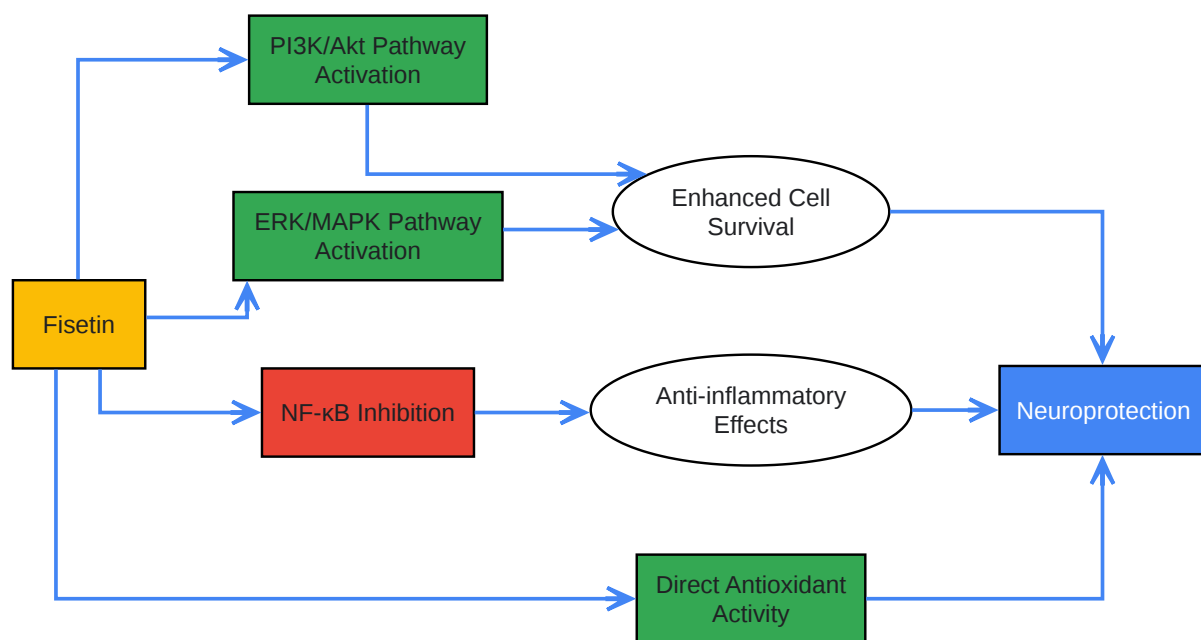 PI3K/Akt Pathway
Activation
Enhanced Cell
Survival
ERK/MAPK Pathway
Activation
Fisetin
NF-κB Inhibition
Anti-inflammatory
Effects
Neuroprotection
Direct Antioxidant
Activity